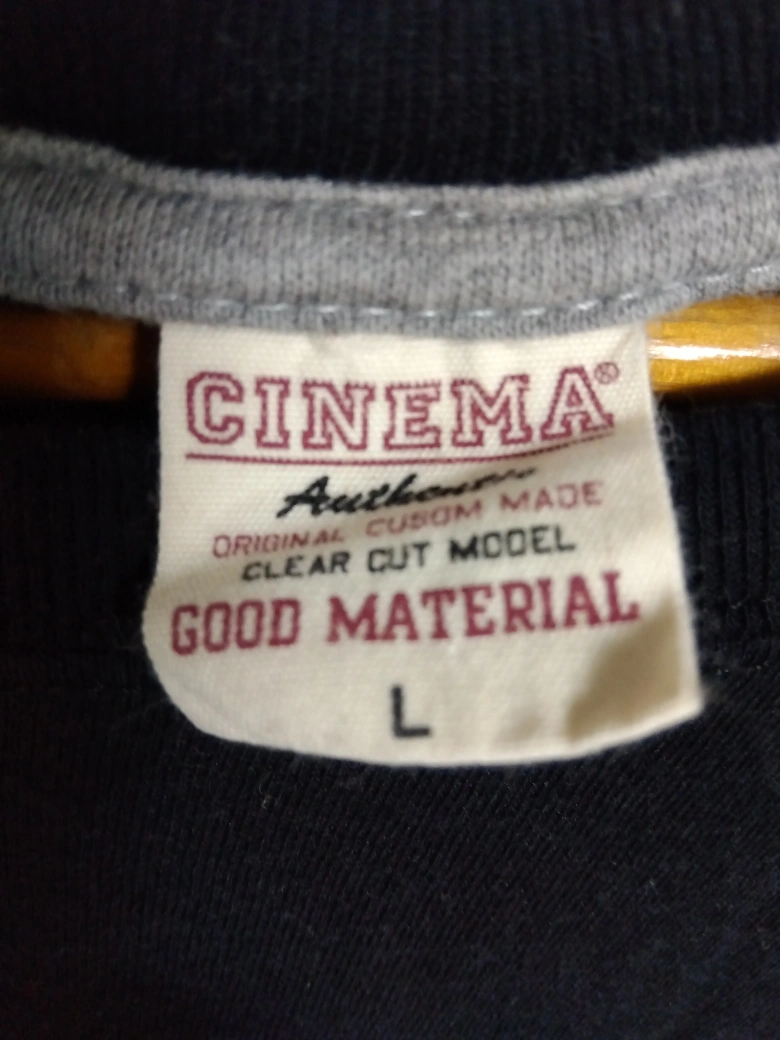 CINEMA®
ORIGINAL CUSOM MADE
CLEAR CUT MODEL
GOOD MATERIAL
L